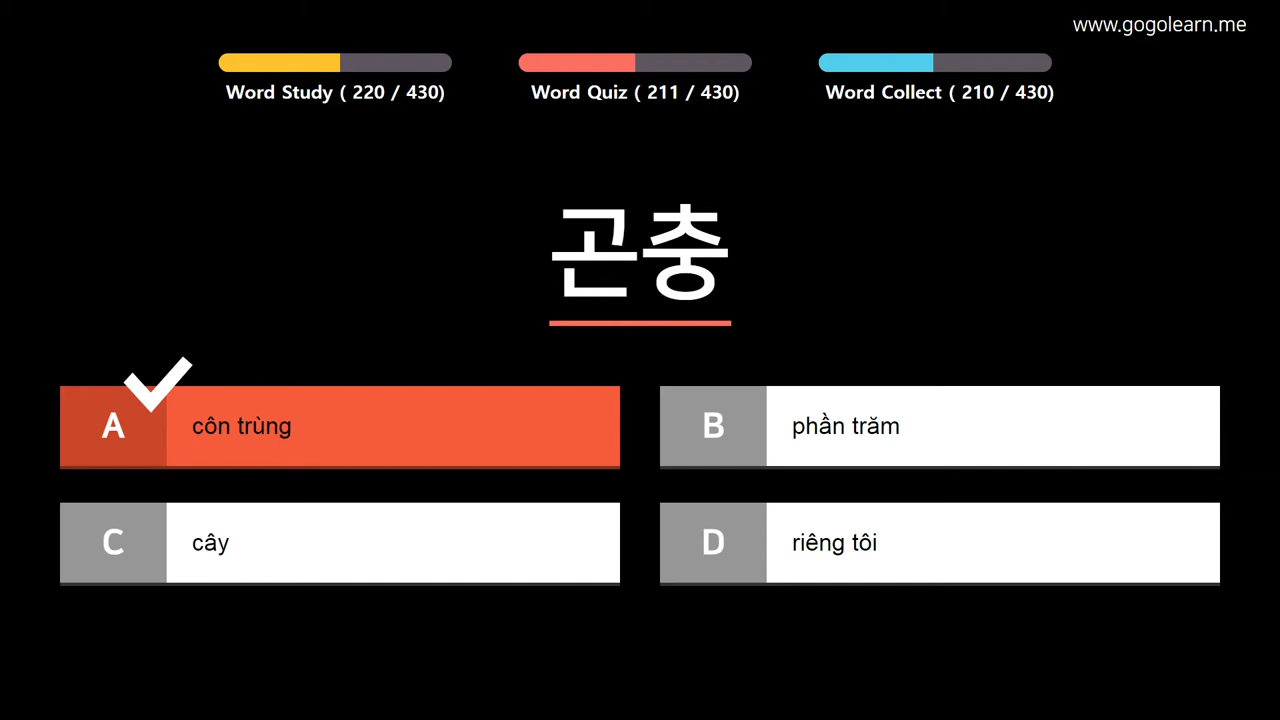 www.gogolearn.me
Word Study ( 220 / 430)
Word Quiz ( 211 / 430)
Word Collect ( 210 / 430)
곤충
A côn trùng
B phần trăm
C cây
D riêng tôi